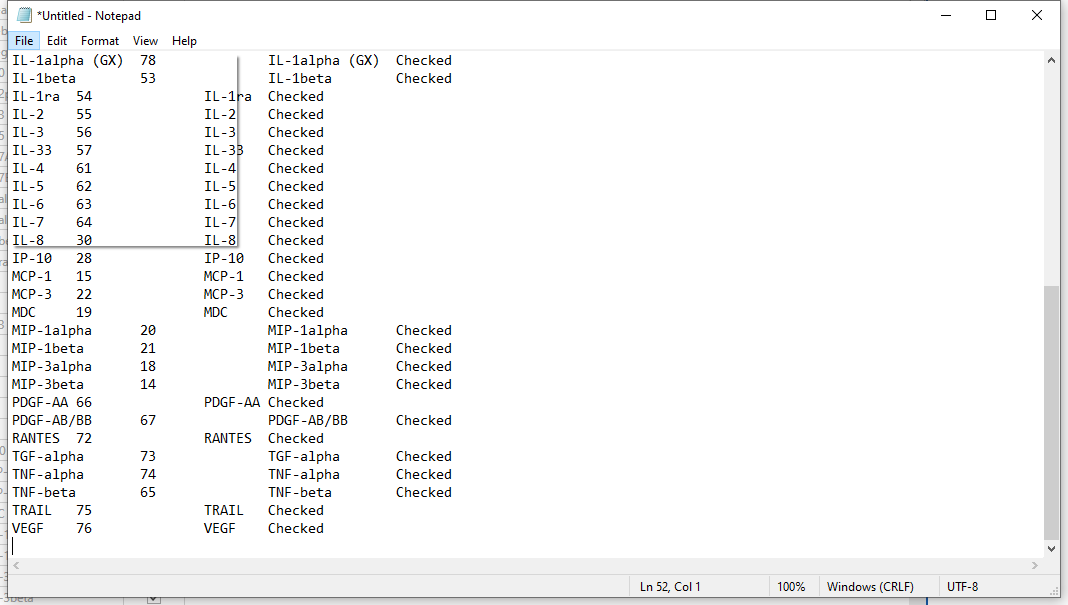 *Untitled - Notepad
File Edit Format View Help
IL-1alpha (GX) 78 IL-1alpha (GX) Checked
IL-1beta 53 IL-1beta Checked
IL-1ra 54 IL-1ra Checked
IL-2 55 IL-2 Checked
IL-3 56 IL-3 Checked
IL-33 57 IL-33 Checked
IL-4 61 IL-4 Checked
IL-5 62 IL-5 Checked
IL-6 63 IL-6 Checked
IL-7 64 IL-7 Checked
IL-8 30 IL-8 Checked
IP-10 28 IP-10 Checked
MCP-1 15 MCP-1 Checked
MCP-3 22 MCP-3 Checked
MDC 19 MDC Checked
MIP-1alpha 20 MIP-1alpha Checked
MIP-1beta 21 MIP-1beta Checked
MIP-3alpha 18 MIP-3alpha Checked
MIP-3beta 14 MIP-3beta Checked
PDGF-AA 66 PDGF-AA Checked
PDGF-AB/BB 67 PDGF-AB/BB Checked
RANTES 72 RANTES Checked
TGF-alpha 73 TGF-alpha Checked
TNF-alpha 74 TNF-alpha Checked
TNF-beta 65 TNF-beta Checked
TRAIL 75 TRAIL Checked
VEGF 76 VEGF Checked
Ln 52, Col 1 100% Windows (CRLF) UTF-8